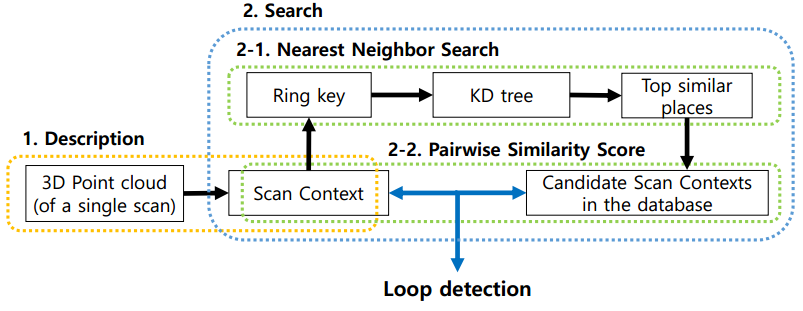 2. Search
2-1. Nearest Neighbor Search
Ring key
KD tree
Top similar
places
1. Description
2-2. Pairwise Similarity Score
3D Point cloud
(of a single scan)
Scan Context
Candidate Scan Contexts
in the database
Loop detection